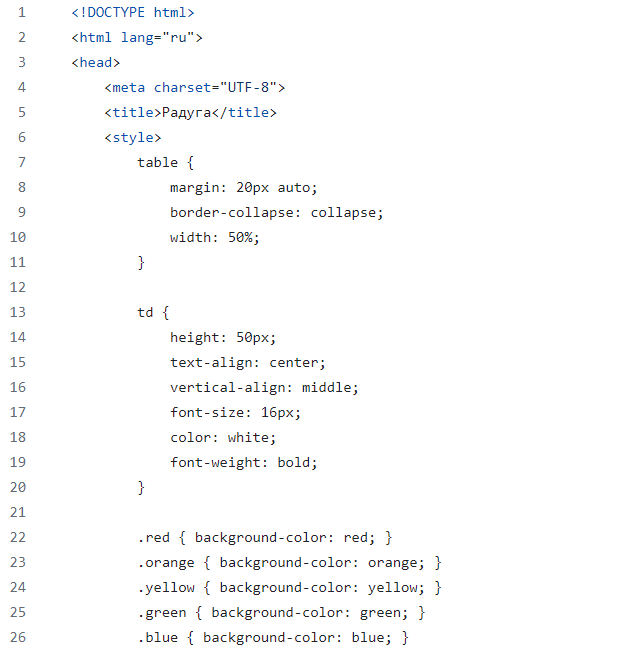 1 <!DOCTYPE html>
2 <html lang="ru">
3 <head>
4 <meta charset="UTF-8">
5 <title>Радуга</title>
6 <style>
7 table {
8 margin: 20px auto;
9 border-collapse: collapse;
10 width: 50%;
11 }
12
13 td {
14 height: 50px;
15 text-align: center;
16 vertical-align: middle;
17 font-size: 16px;
18 color: white;
19 font-weight: bold;
20 }
21
22 .red { background-color: red; }
23 .orange { background-color: orange; }
24 .yellow { background-color: yellow; }
25 .green { background-color: green; }
26 .blue { background-color: blue; }